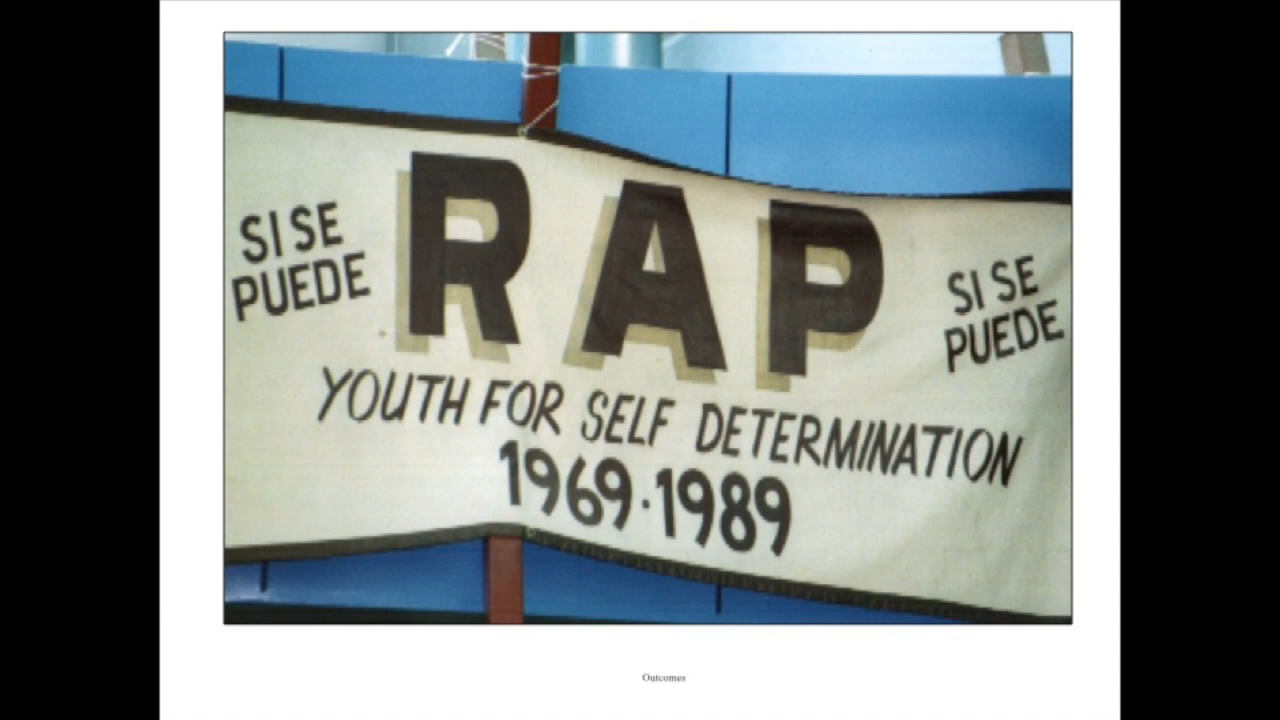 RAP
SI SE
PUEDE
SI SE
PUEDE
YOUTH FOR SELF DETERMINATION
1969·1989
Outcomes